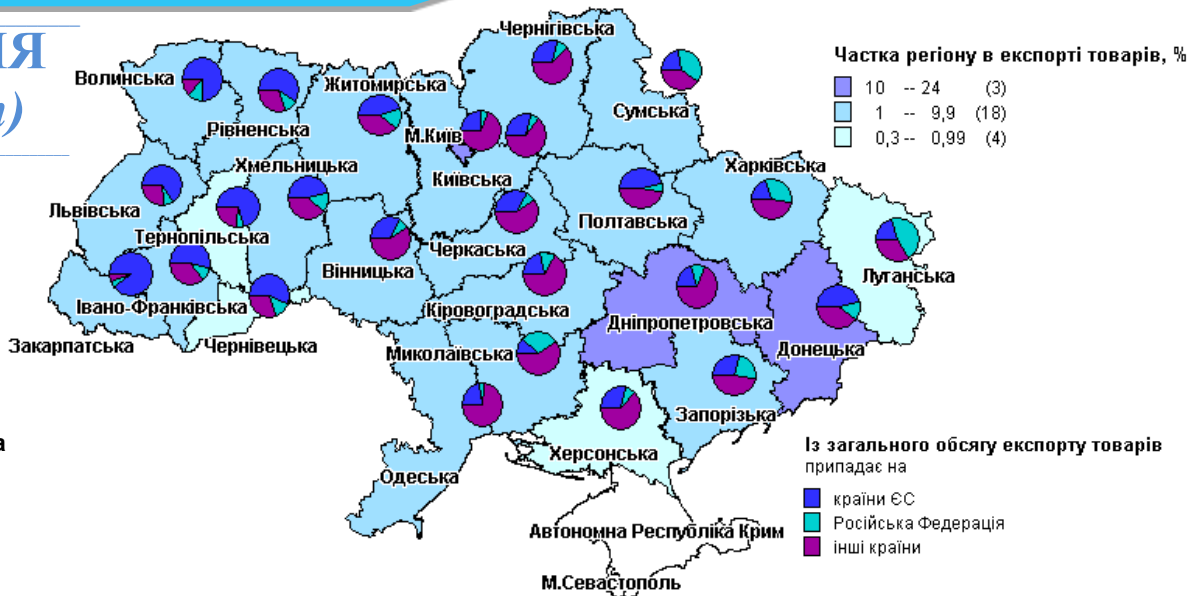 ІЯ
Чернігівська
Волинська
Житомирська
Сумська
Рівненська
М.Київ
Хмельницька
Київська
Харківська
Львівська
Тернопільська
Полтавська
Черкаська
Вінницька
Луганська
Івано-Франківська
Кіровоградська
Дніпропетровська
Закарпатська
Чернівецька
Миколаївська
Донецька
Запорізька
Херсонська
Одеська
Автономна Республіка Крим
М.Севастополь
Частка регіону в експорті товарів, %
10 -- 24 (3)
1 -- 9,9 (18)
0,3 -- 0,99 (4)
Із загального обсягу експорту товарів
припадає на
країни ЄС
Російська Федерація
інші країни